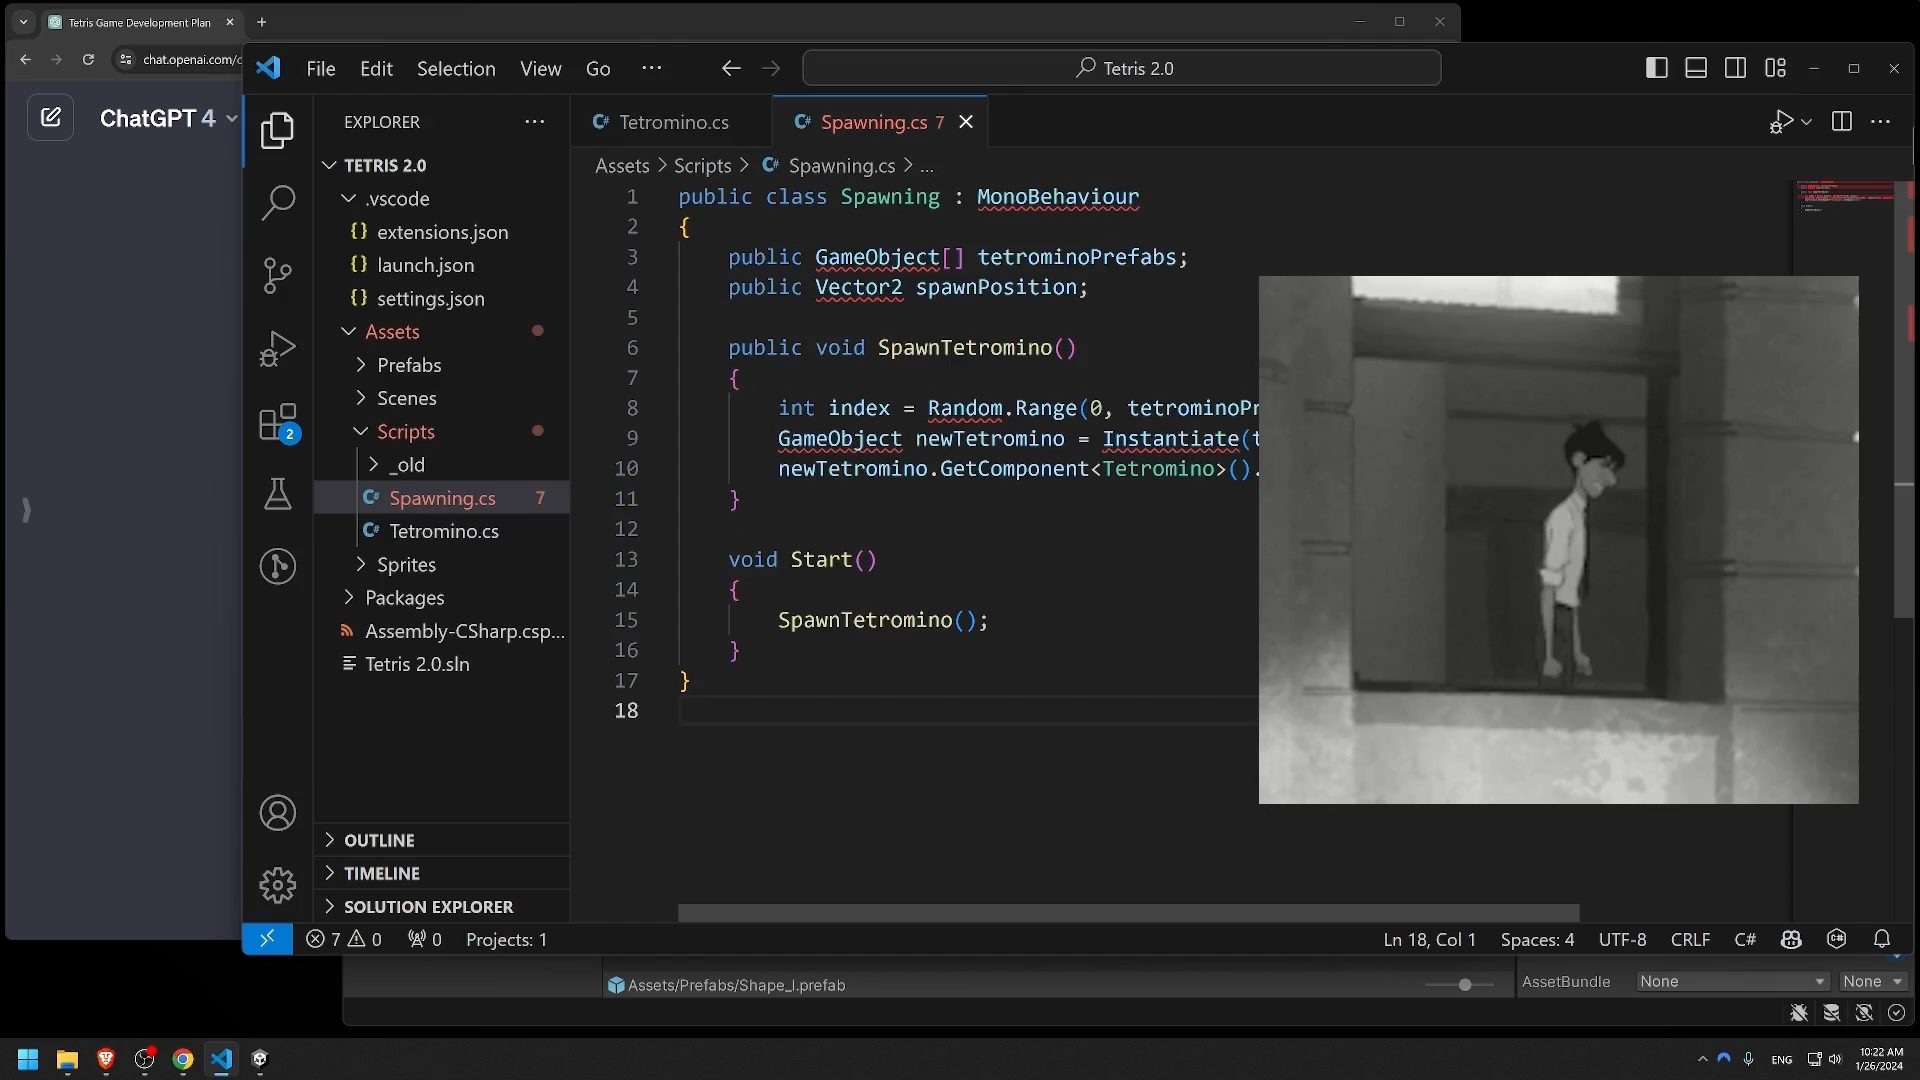 Tetris Game Development Plan
chat.openai.com/c
ChatGPT 4
File Edit Selection View Go ...
Tetris 2.0
EXPLORER
TETRIS 2.0
.vscode
{} extensions.json
{} launch.json
{} settings.json
Assets
Prefabs
Scenes
Scripts
_old
C# Spawning.cs 7
C# Tetromino.cs
Sprites
Packages
Assembly-CSharp.csp...
Tetris 2.0.sln
OUTLINE
TIMELINE
SOLUTION EXPLORER
2
C# Tetromino.cs
C# Spawning.cs 7
Assets > Scripts > C# Spawning.cs > ...
1 public class Spawning : MonoBehaviour
2 {
3 public GameObject[] tetrominoPrefabs;
4 public Vector2 spawnPosition;
5
6 public void SpawnTetromino()
7 {
8 int index = Random.Range(0, tetrominoPr
9 GameObject newTetromino = Instantiate(t
10 newTetromino.GetComponent<Tetromino>().
11 }
12
13 void Start()
14 {
15 SpawnTetromino();
16 }
17 }
18
7 0 0 Projects: 1
Ln 18, Col 1 Spaces: 4 UTF-8 CRLF C#
Assets/Prefabs/Shape_I.prefab
AssetBundle None None
ENG
10:22 AM
1/26/2024